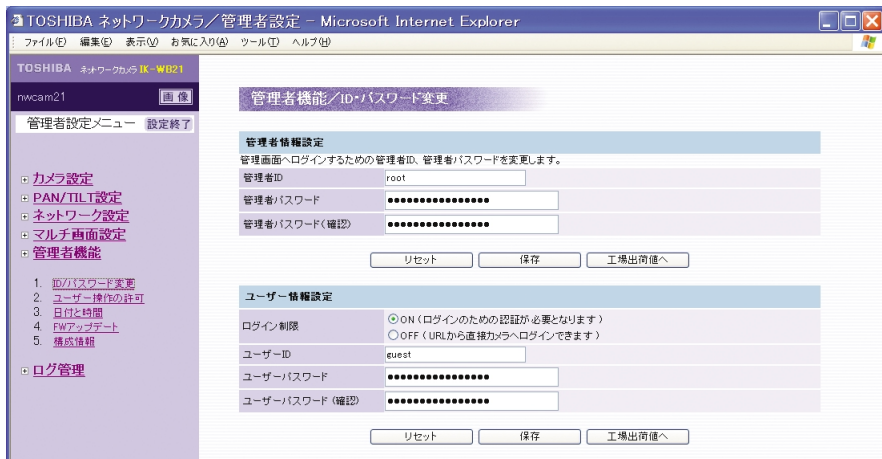 TOSHIBA ネットワークカメラ／管理者設定 - Microsoft Internet Explorer
ファイル(F) 編集(E) 表示(V) お気に入り(A) ツール(T) ヘルプ(H)
TOSHIBA ネットワークカメラ IK-WB21
nwcam21 画像
管理者設定メニュー 設定終了
カメラ設定
PAN/TILT設定
ネットワーク設定
マルチ画面設定
管理者機能
1. ID/パスワード変更
2. ユーザー操作の許可
3. 日付と時間
4. FWアップデート
5. 構成情報
ログ管理
管理者機能／ID・パスワード変更
管理者情報設定
管理画面へログインするための管理者ID、管理者パスワードを変更します。
管理者ID root
管理者パスワード ●●●●●●●●●●●●●●●●
管理者パスワード(確認) ●●●●●●●●●●●●●●●●
リセット 保存 工場出荷値へ
ユーザー情報設定
ログイン制限
ON(ログインのための認証が必要となります)
OFF(URLから直接カメラへログインできます)
ユーザーID guest
ユーザーパスワード ●●●●●●●●●●●●●●●●
ユーザーパスワード(確認) ●●●●●●●●●●●●●●●●
リセット 保存 工場出荷値へ